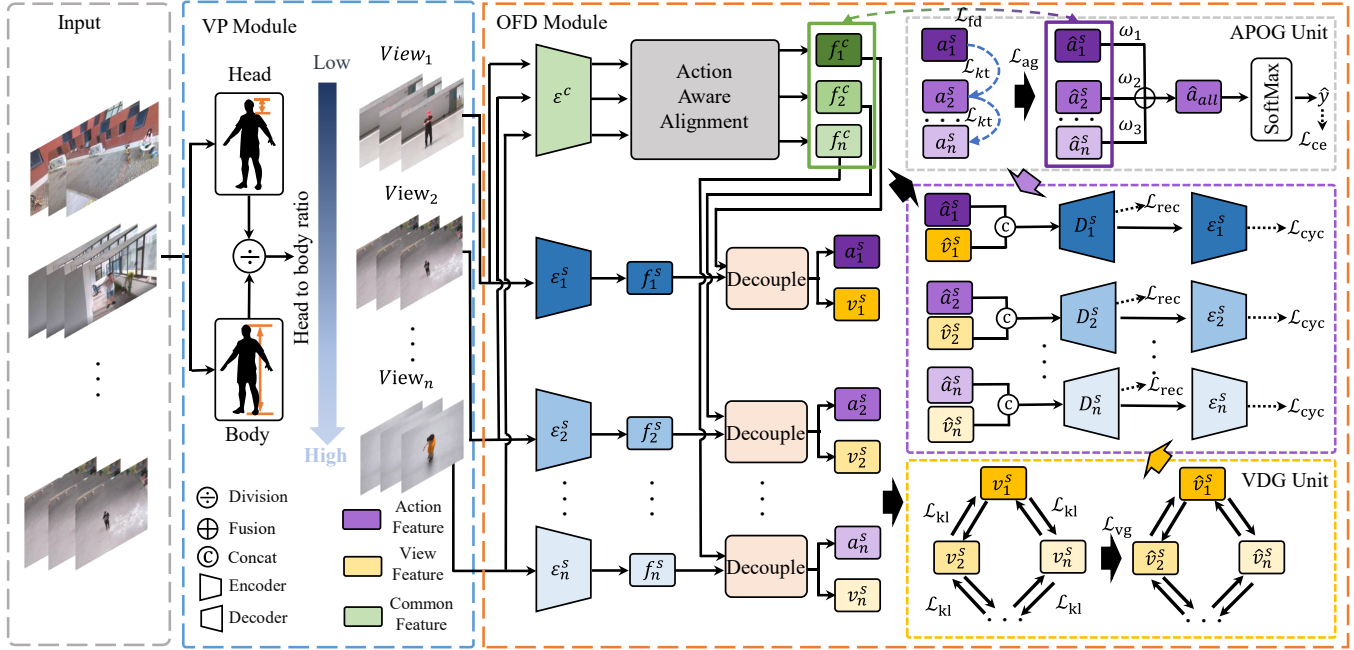 Input
VP Module
Head
Body
÷
Low
Head to body ratio
High
View₁
View₂
Viewₙ
÷ Division
⊕ Fusion
C Concat
Encoder
Decoder
Action
Feature
View
Feature
Common
Feature
OFD Module
εᶜ
Action
Aware
Alignment
f₁ᶜ
f₂ᶜ
fₙᶜ
ε₁ˢ
f₁ˢ
Decouple
a₁ˢ
v₁ˢ
ε₂ˢ
f₂ˢ
Decouple
a₂ˢ
v₂ˢ
εₙˢ
fₙˢ
Decouple
aₙˢ
vₙˢ
ℒfd
APOG Unit
a₁ˢ
ℒkt
a₂ˢ
ℒkt
aₙˢ
ℒag
â₁ˢ
â₂ˢ
âₙˢ
ω₁
ω₂
ω₃
âall
SoftMax
ŷ
ℒce
â₁ˢ
v̂₁ˢ
C
D₁ˢ
ℒrec
ε₁ˢ
ℒcyc
â₂ˢ
v̂₂ˢ
C
D₂ˢ
ℒrec
ε₂ˢ
ℒcyc
âₙˢ
v̂ₙˢ
C
Dₙˢ
ℒrec
εₙˢ
ℒcyc
VDG Unit
v₁ˢ
ℒkl
ℒkl
v₂ˢ
vₙˢ
ℒkl
ℒkl
ℒvg
v̂₁ˢ
v̂₂ˢ
v̂ₙˢ